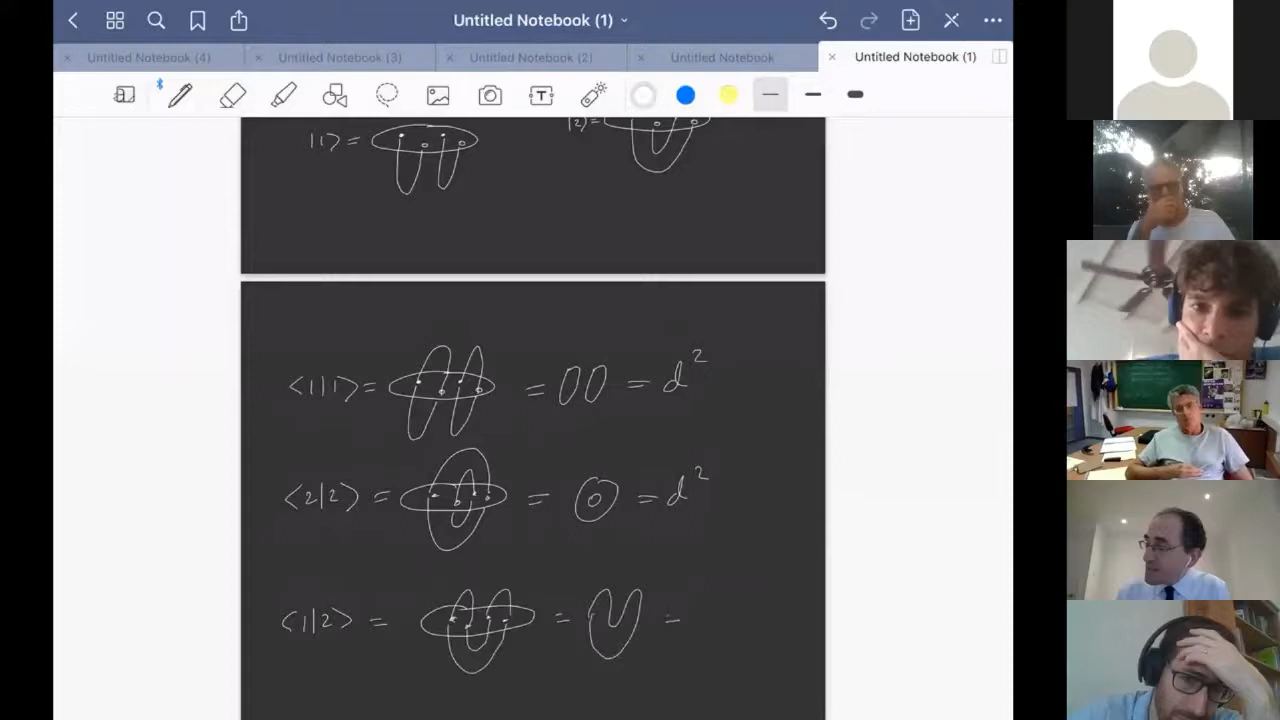 Untitled Notebook (1)
Untitled Notebook (4)
Untitled Notebook (3)
Untitled Notebook (2)
Untitled Notebook
Untitled Notebook (1)
|1⟩ =
|2⟩ =
⟨1|1⟩ = = = d²
⟨2|2⟩ = = = d²
⟨1|2⟩ = = =